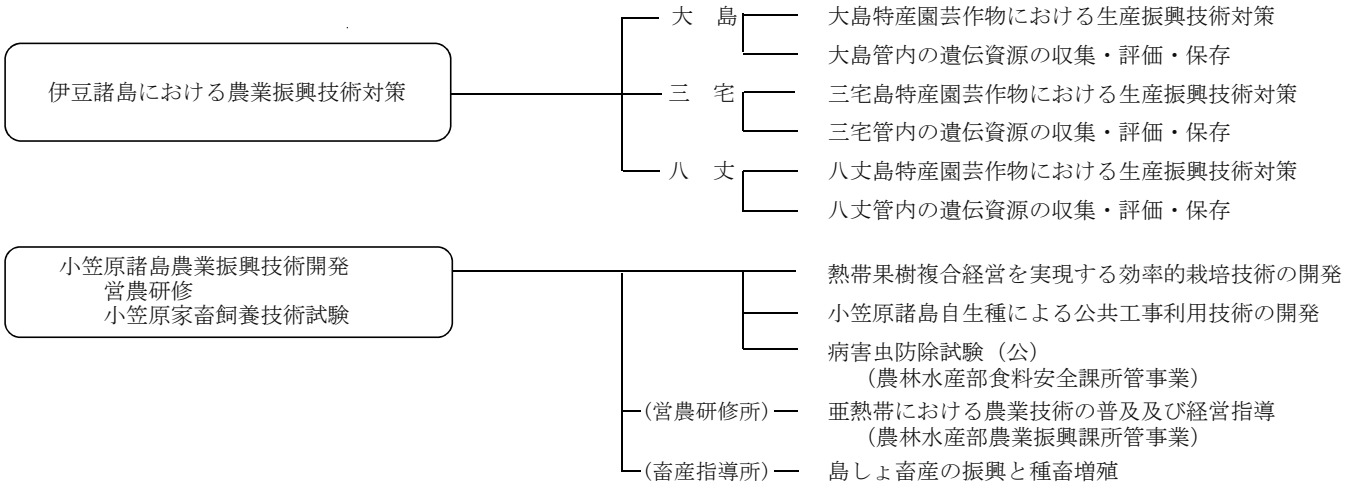 大　島　大島特産園芸作物における生産振興技術対策
大島管内の遺伝資源の収集・評価・保存
伊豆諸島における農業振興技術対策
三　宅　三宅島特産園芸作物における生産振興技術対策
三宅管内の遺伝資源の収集・評価・保存
八　丈　八丈島特産園芸作物における生産振興技術対策
八丈管内の遺伝資源の収集・評価・保存
小笠原諸島農業振興技術開発
営農研修
小笠原家畜飼養技術試験
熱帯果樹複合経営を実現する効率的栽培技術の開発
小笠原諸島自生種による公共工事利用技術の開発
病害虫防除試験（公）
（農林水産部食料安全課所管事業）
(営農研修所)　亜熱帯における農業技術の普及及び経営指導
（農林水産部農業振興課所管事業）
(畜産指導所)　島しょ畜産の振興と種畜増殖